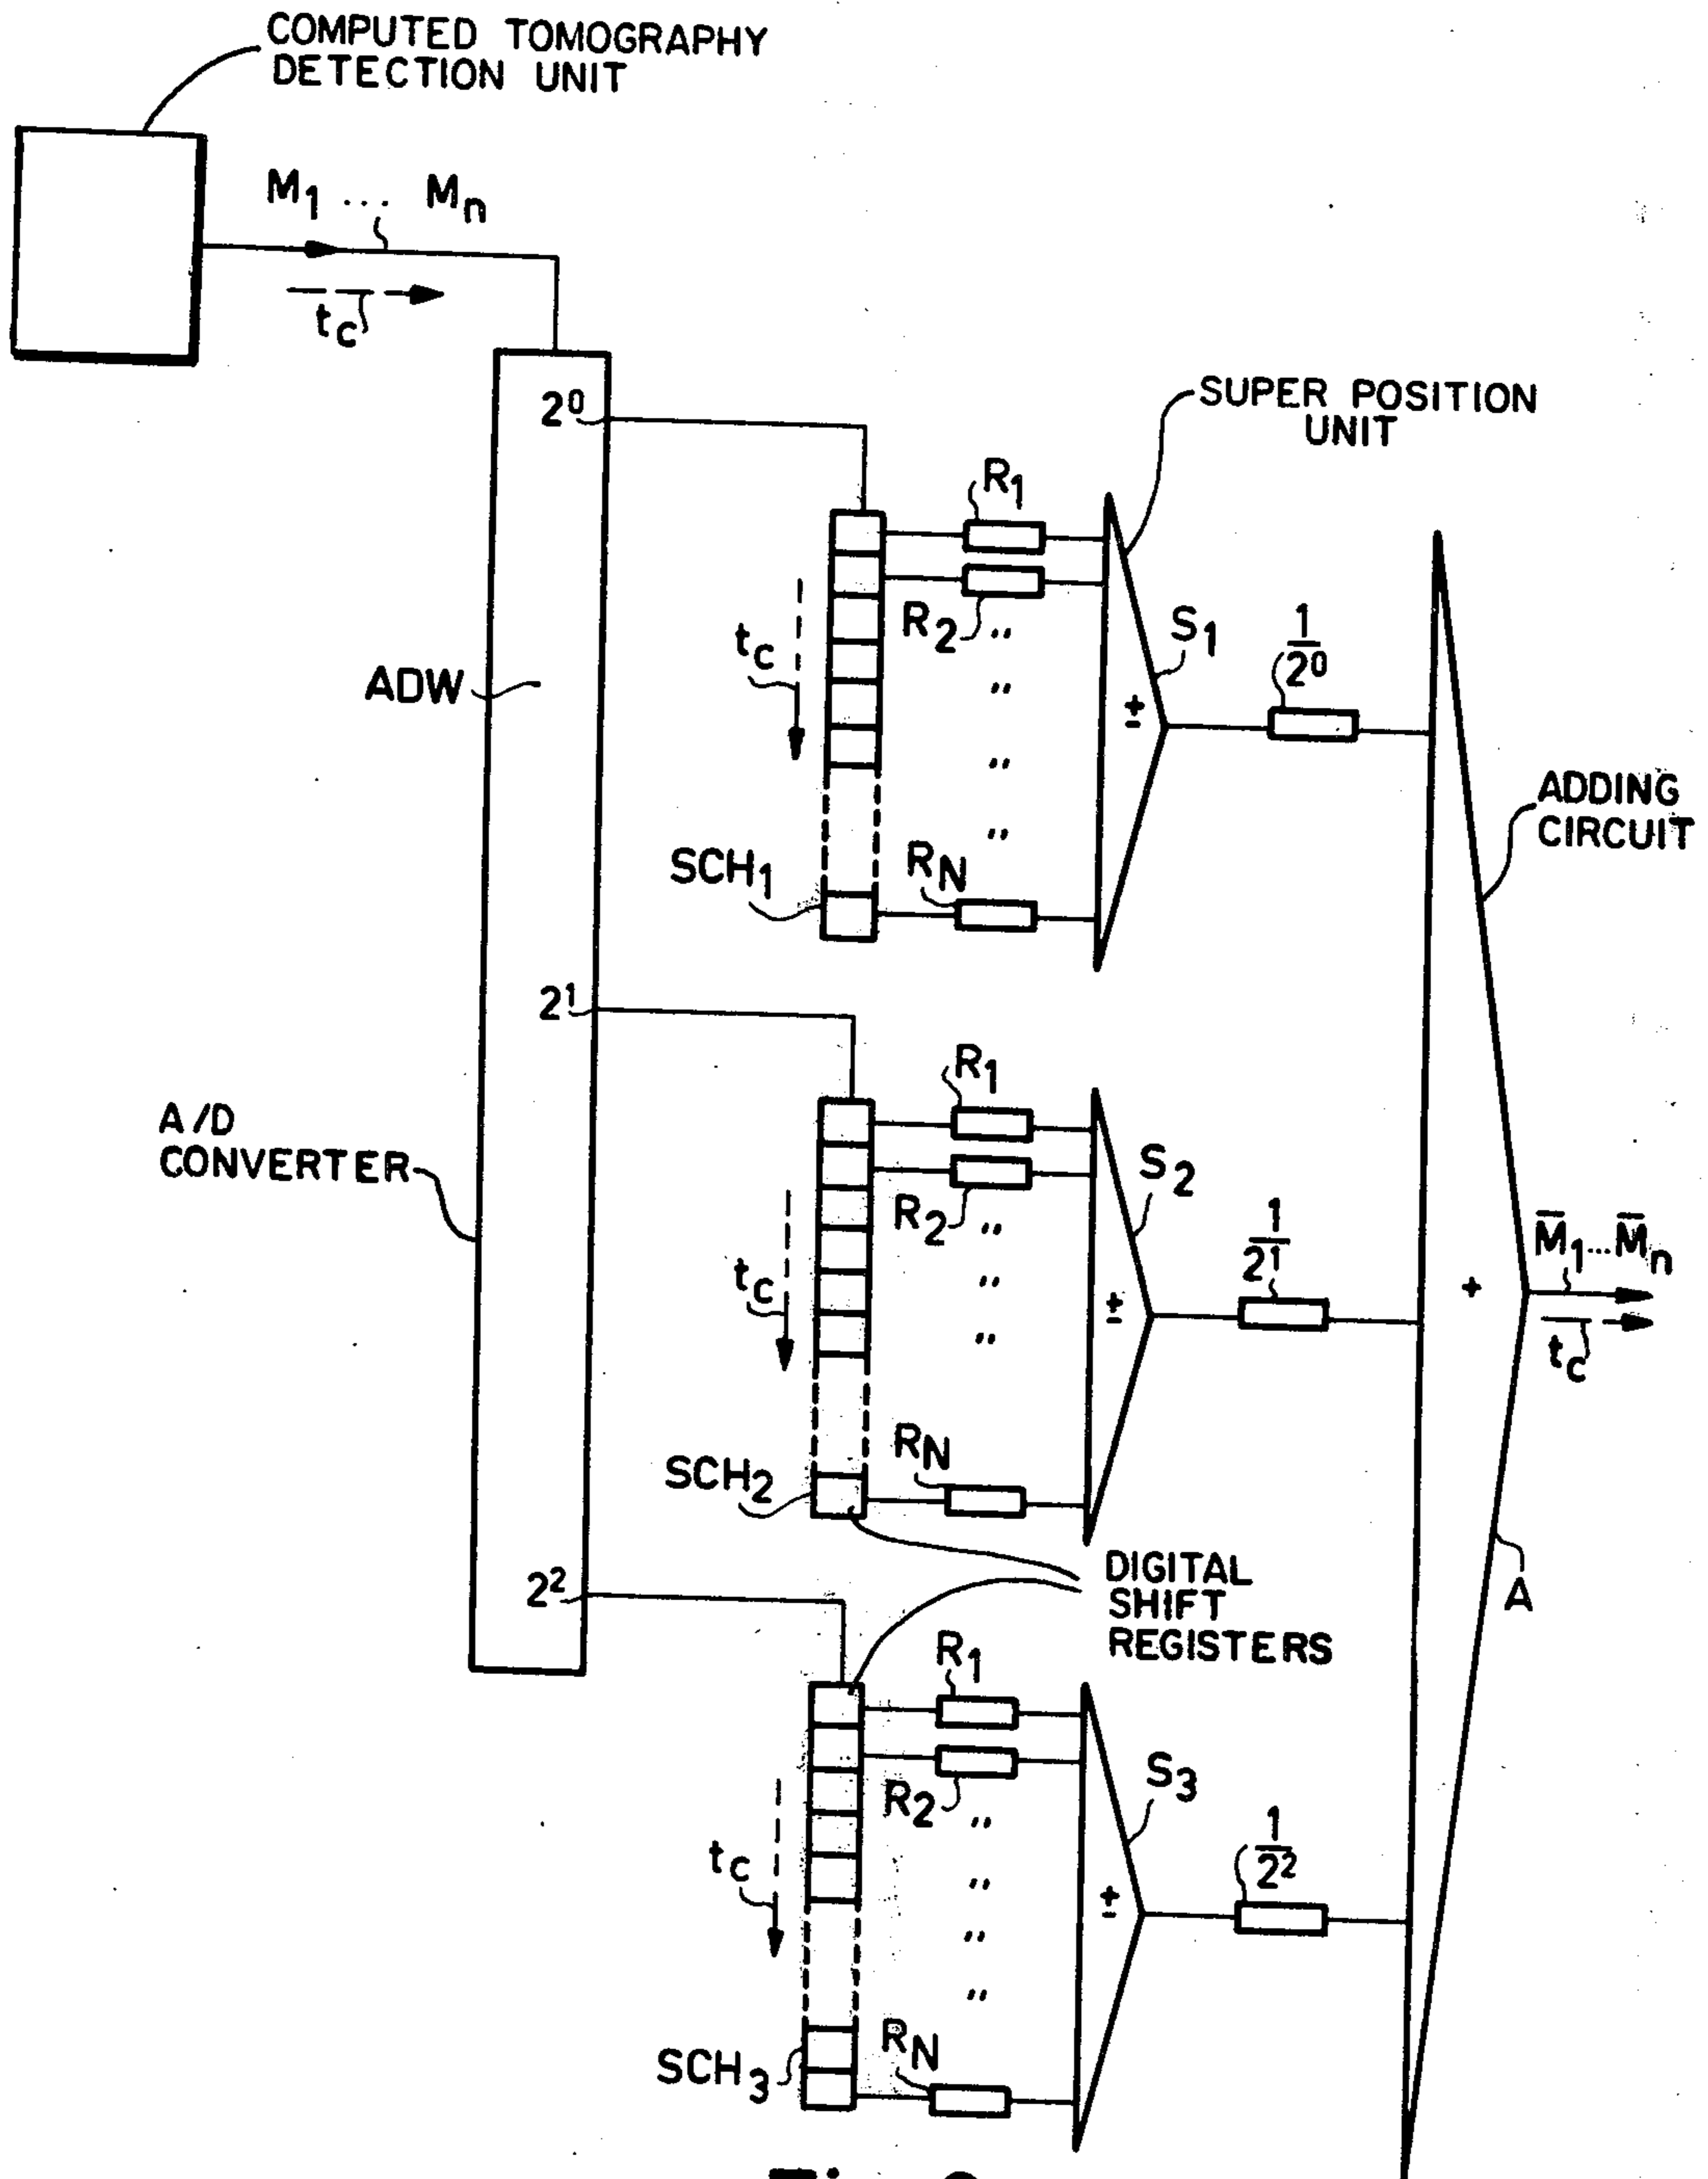 COMPUTED TOMOGRAPHY
DETECTION UNIT
M1 ... Mn
tc
2⁰
SUPER POSITION
UNIT
R1
R2
"
"
"
"
RN
tc
SCH1
S1
±
1/2⁰
ADW
ADDING
CIRCUIT
2¹
A/D
CONVERTER
R1
R2
"
"
"
RN
tc
SCH2
S2
±
1/2¹
+
M̅1...M̅n
tc
A
DIGITAL
SHIFT
REGISTERS
2²
R1
R2
"
"
"
"
RN
tc
SCH3
S3
±
1/2²